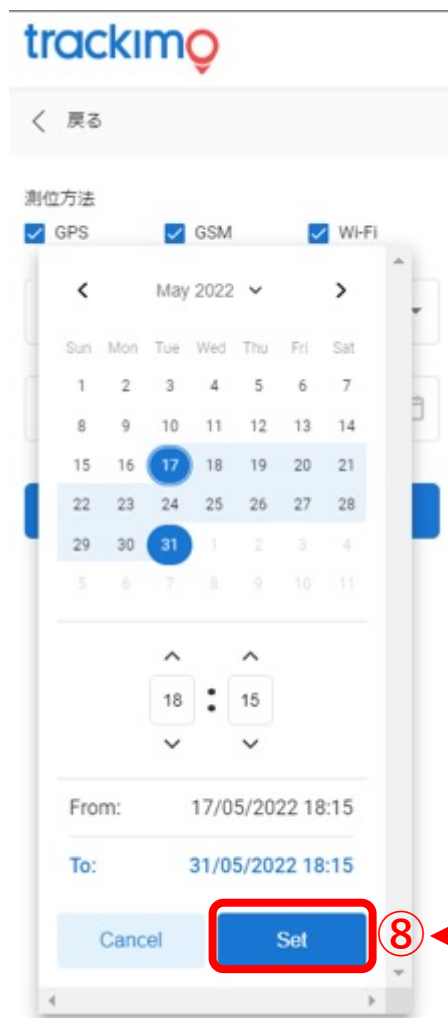 trackimo
戻る
測位方法
GPS GSM Wi-Fi
May 2022
Sun Mon Tue Wed Thu Fri Sat
1 2 3 4 5 6 7
8 9 10 11 12 13 14
15 16 17 18 19 20 21
22 23 24 25 26 27 28
29 30 31 1 2 3 4
5 6 7 8 9 10 11
18 : 15
From: 17/05/2022 18:15
To: 31/05/2022 18:15
Cancel Set ⑧